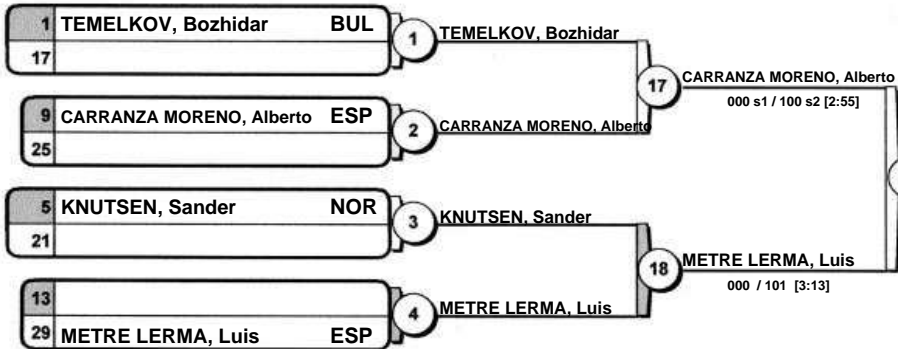 1 TEMELKOV, Bozhidar BUL
17
1
TEMELKOV, Bozhidar
9 CARRANZA MORENO, Alberto ESP
25
2
CARRANZA MORENO, Alberto
17
CARRANZA MORENO, Alberto
000 s1 / 100 s2 [2:55]
5 KNUTSEN, Sander NOR
21
3
KNUTSEN, Sander
13
29 METRE LERMA, Luis ESP
4
METRE LERMA, Luis
18
METRE LERMA, Luis
000 / 101 [3:13]